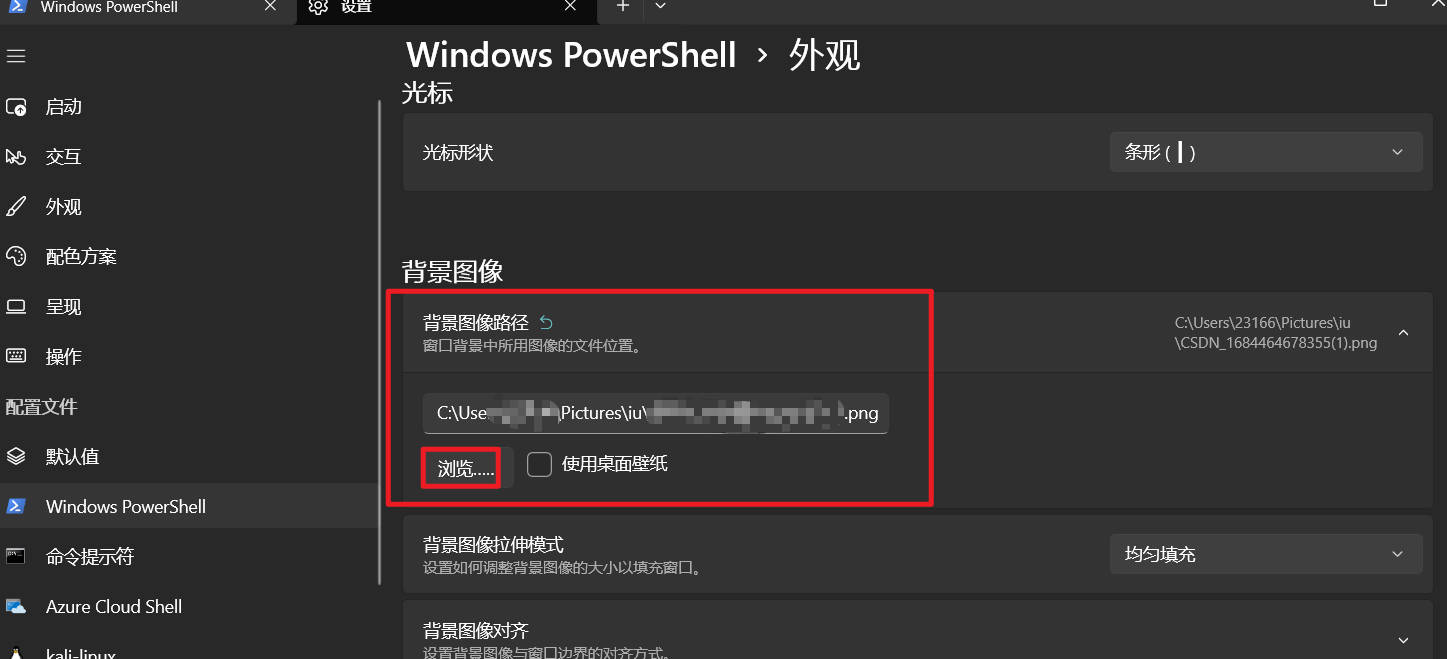 Windows PowerShell
设置
启动
交互
外观
配色方案
呈现
操作
配置文件
默认值
Windows PowerShell
命令提示符
Azure Cloud Shell
kali-linux
Windows PowerShell › 外观
光标
光标形状
条形 ( ┃ )
背景图像
背景图像路径
窗口背景中所用图像的文件位置。
C:\Users\23166\Pictures\iu
\CSDN_1684464678355(1).png
C:\Use \Pictures\iu\ .png
浏览.....
使用桌面壁纸
背景图像拉伸模式
设置如何调整背景图像的大小以填充窗口。
均匀填充
背景图像对齐
设置背景图像与窗口边界的对齐方式。